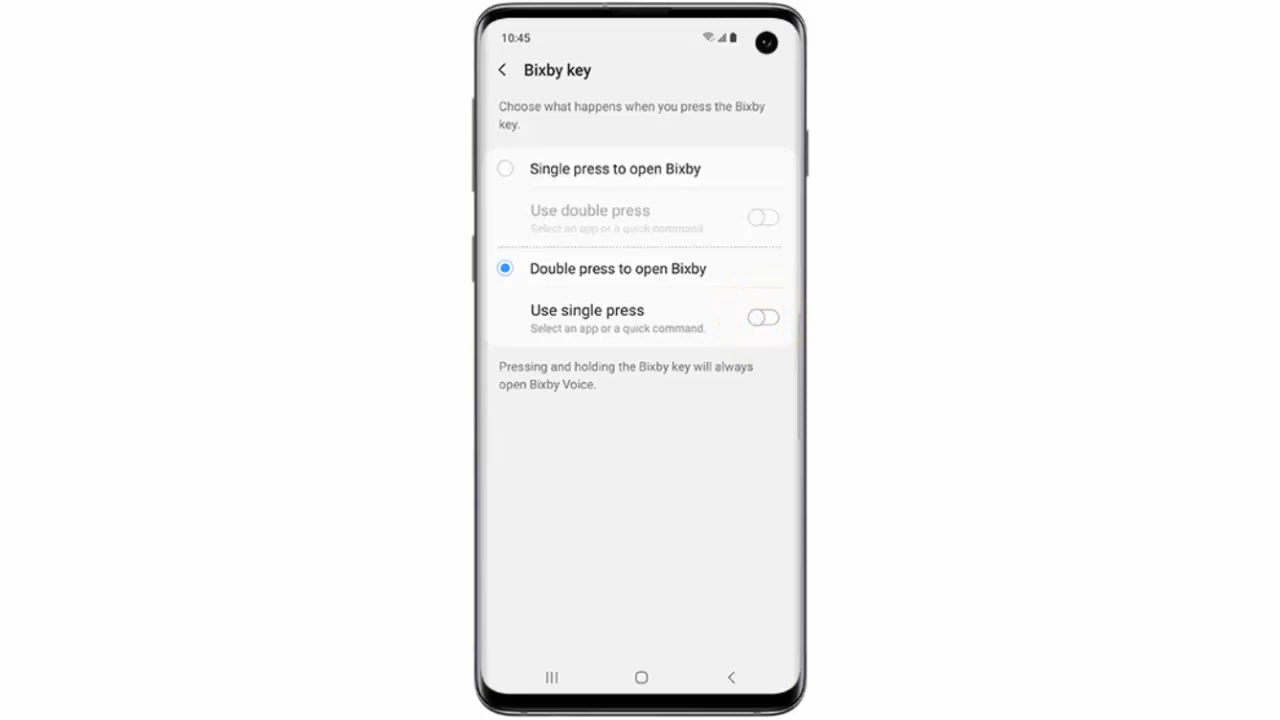 10:45
Bixby key
Choose what happens when you press the Bixby
key.
Single press to open Bixby
Use double press
Select an app or a quick command.
Double press to open Bixby
Use single press
Select an app or a quick command.
Pressing and holding the Bixby key will always
open Bixby Voice.